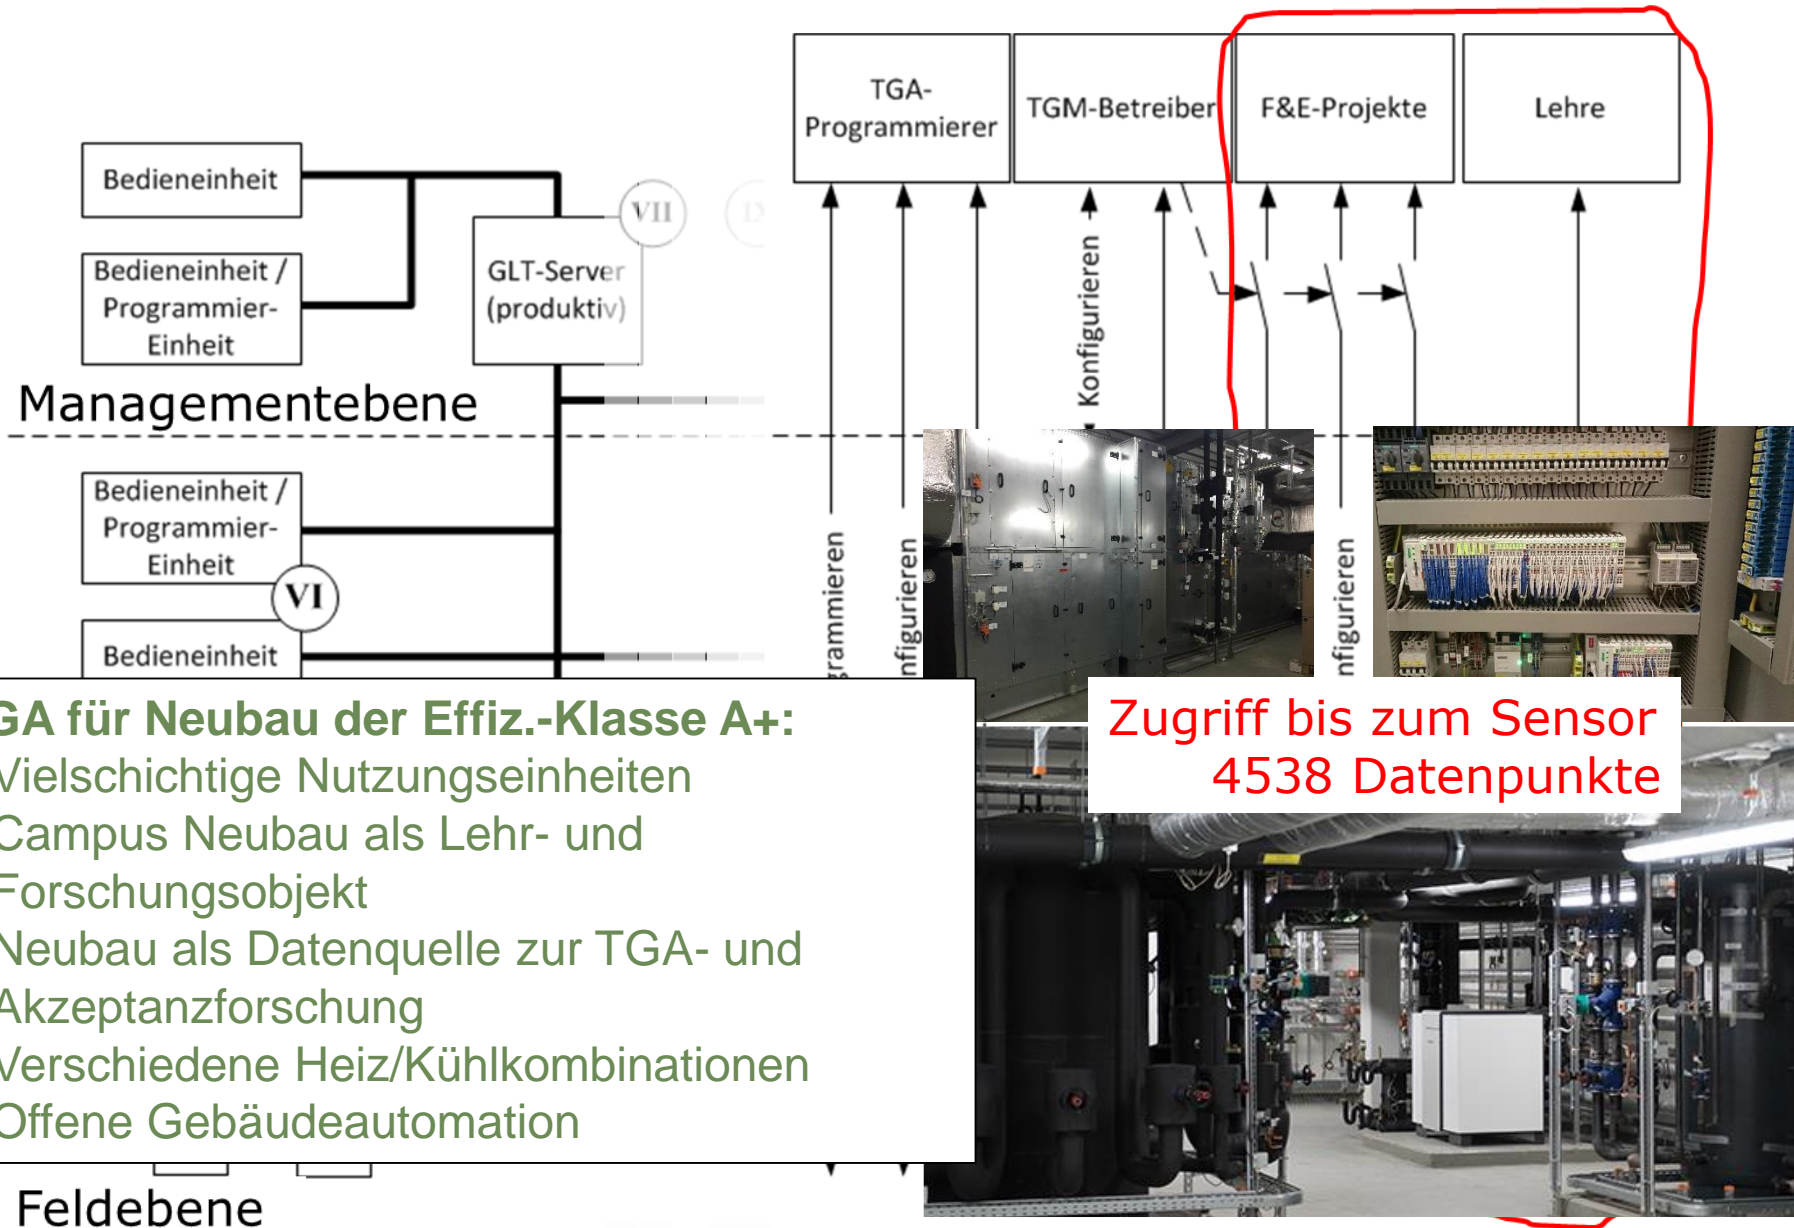 TGA-
Programmierer
TGM-Betreiber
F&E-Projekte
Lehre
Bedieneinheit
VII
Bedieneinheit /
Programmier-
Einheit
GLT-Server
(produktiv)
Konfigurieren
Managementebene
Bedieneinheit /
Programmier-
Einheit
VI
Bedieneinheit
grammieren
nfigurieren
nfigurieren
Zugriff bis zum Sensor
4538 Datenpunkte
GA für Neubau der Effiz.-Klasse A+:
Vielschichtige Nutzungseinheiten
Campus Neubau als Lehr- und
Forschungsobjekt
Neubau als Datenquelle zur TGA- und
Akzeptanzforschung
Verschiedene Heiz/Kühlkombinationen
Offene Gebäudeautomation
Feldebene